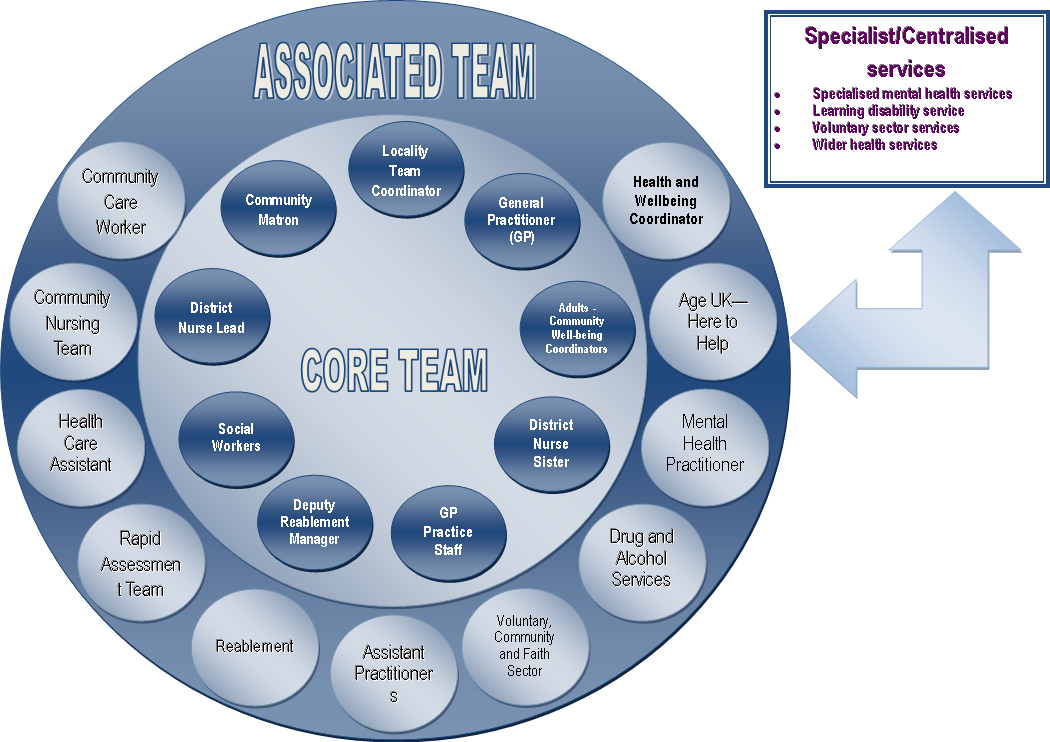 ASSOCIATED TEAM
Specialist/Centralised
services
• Specialised mental health services
• Learning disability service
• Voluntary sector services
• Wider health services
Locality
Team
Coordinator
Community
Matron
General
Practitioner
(GP)
Health and
Wellbeing
Coordinator
Community
Care
Worker
Community
Nursing
Team
District
Nurse Lead
Adults -
Community
Well-being
Coordinators
Age UK—
Here to
Help
CORE TEAM
Health
Care
Assistant
Social
Workers
District
Nurse
Sister
Mental
Health
Practitioner
Deputy
Reablement
Manager
GP
Practice
Staff
Rapid
Assessmen
t Team
Drug and
Alcohol
Services
Reablement
Assistant
Practitioner
s
Voluntary,
Community
and Faith
Sector